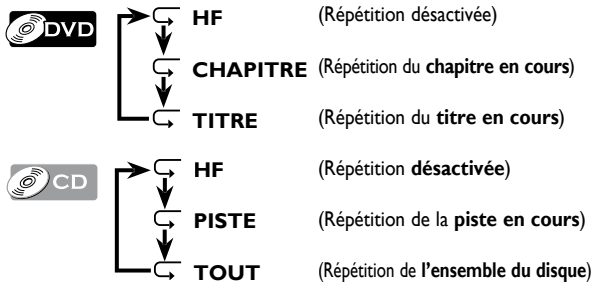 DVD
HF (Répétition désactivée)
CHAPITRE (Répétition du chapitre en cours)
TITRE (Répétition du titre en cours)
CD
HF (Répétition désactivée)
PISTE (Répétition de la piste en cours)
TOUT (Répétition de l'ensemble du disque)